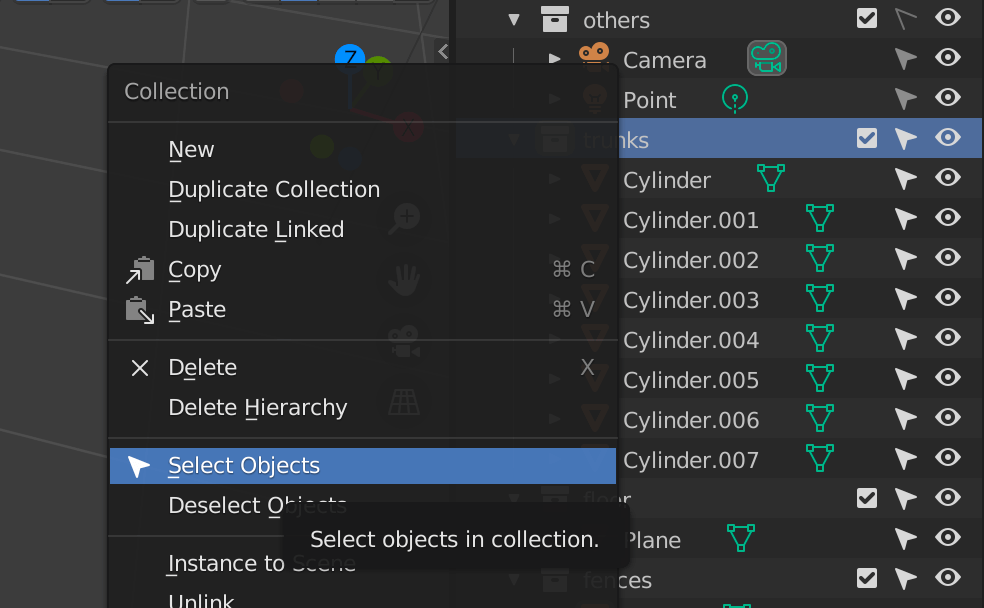 Collection
New
Duplicate Collection
Duplicate Linked
Copy ⌘ C
Paste ⌘ V
Delete X
Delete Hierarchy
Select Objects
Deselect Objects
Select objects in collection.
Instance to Scene
Unlink
Z
Y
X
others
Camera
Point
trunks
Cylinder
Cylinder.001
Cylinder.002
Cylinder.003
Cylinder.004
Cylinder.005
Cylinder.006
Cylinder.007
floor
Plane
fences